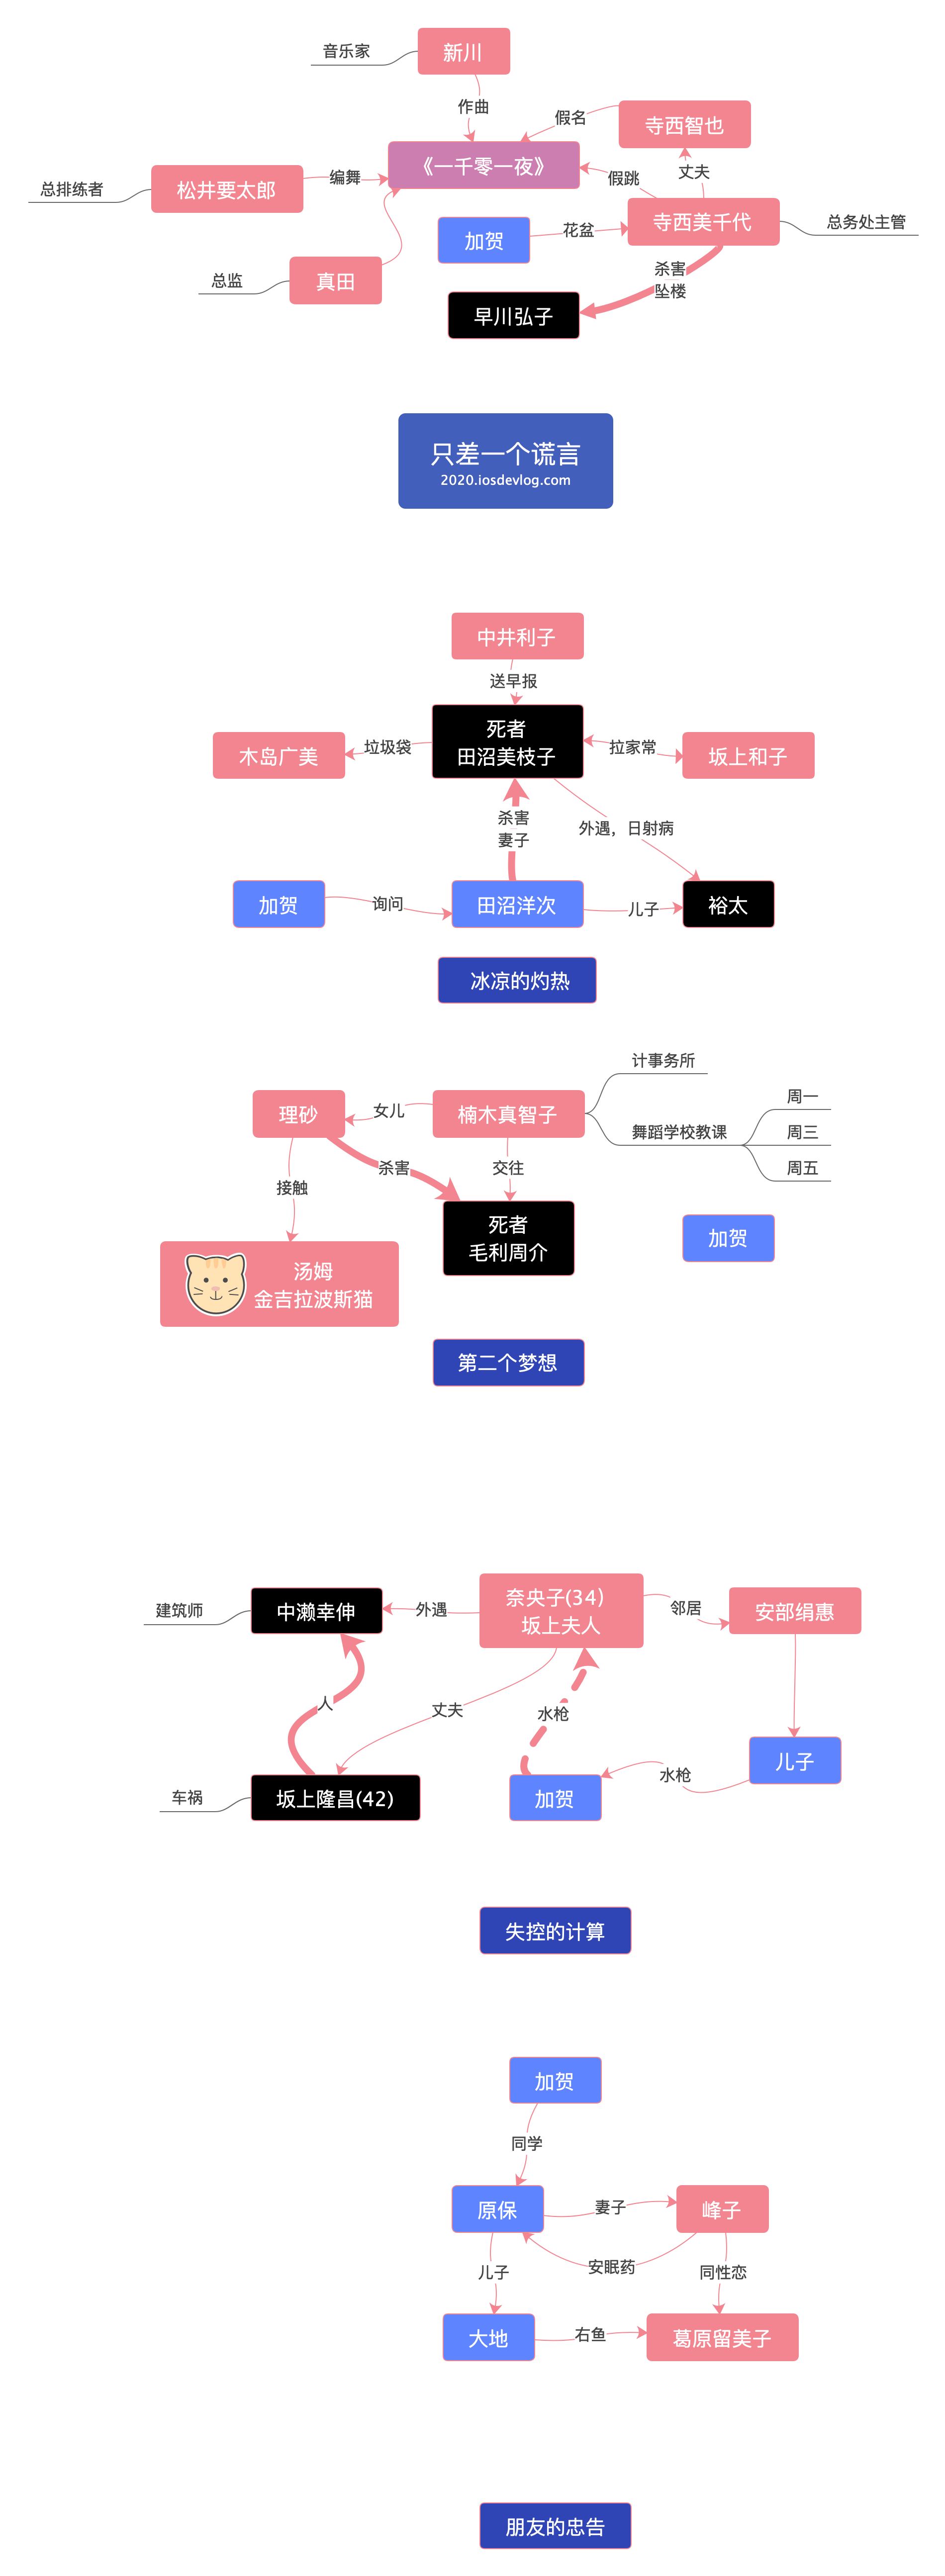 音乐家
新川
作曲
假名
寺西智也
《一千零一夜》
总排练者
松井要太郎
编舞
假跳
丈夫
寺西美千代
总务处主管
加贺
花盆
总监
真田
杀害
坠楼
早川弘子
只差一个谎言
2020.iosdevlog.com
中井利子
送早报
死者
田沼美枝子
木岛广美
垃圾袋
拉家常
坂上和子
杀害
妻子
外遇，日射病
加贺
询问
田沼洋次
儿子
裕太
冰凉的灼热
计事务所
理砂
女儿
楠木真智子
舞蹈学校教课
周一
周三
周五
杀害
交往
接触
死者
毛利周介
加贺
汤姆
金吉拉波斯猫
第二个梦想
建筑师
中濑幸伸
外遇
奈央子(34)
坂上夫人
邻居
安部绢惠
人
丈夫
水枪
儿子
车祸
坂上隆昌(42)
加贺
水枪
失控的计算
加贺
同学
原保
妻子
峰子
儿子
安眠药
同性恋
大地
右鱼
葛原留美子
朋友的忠告